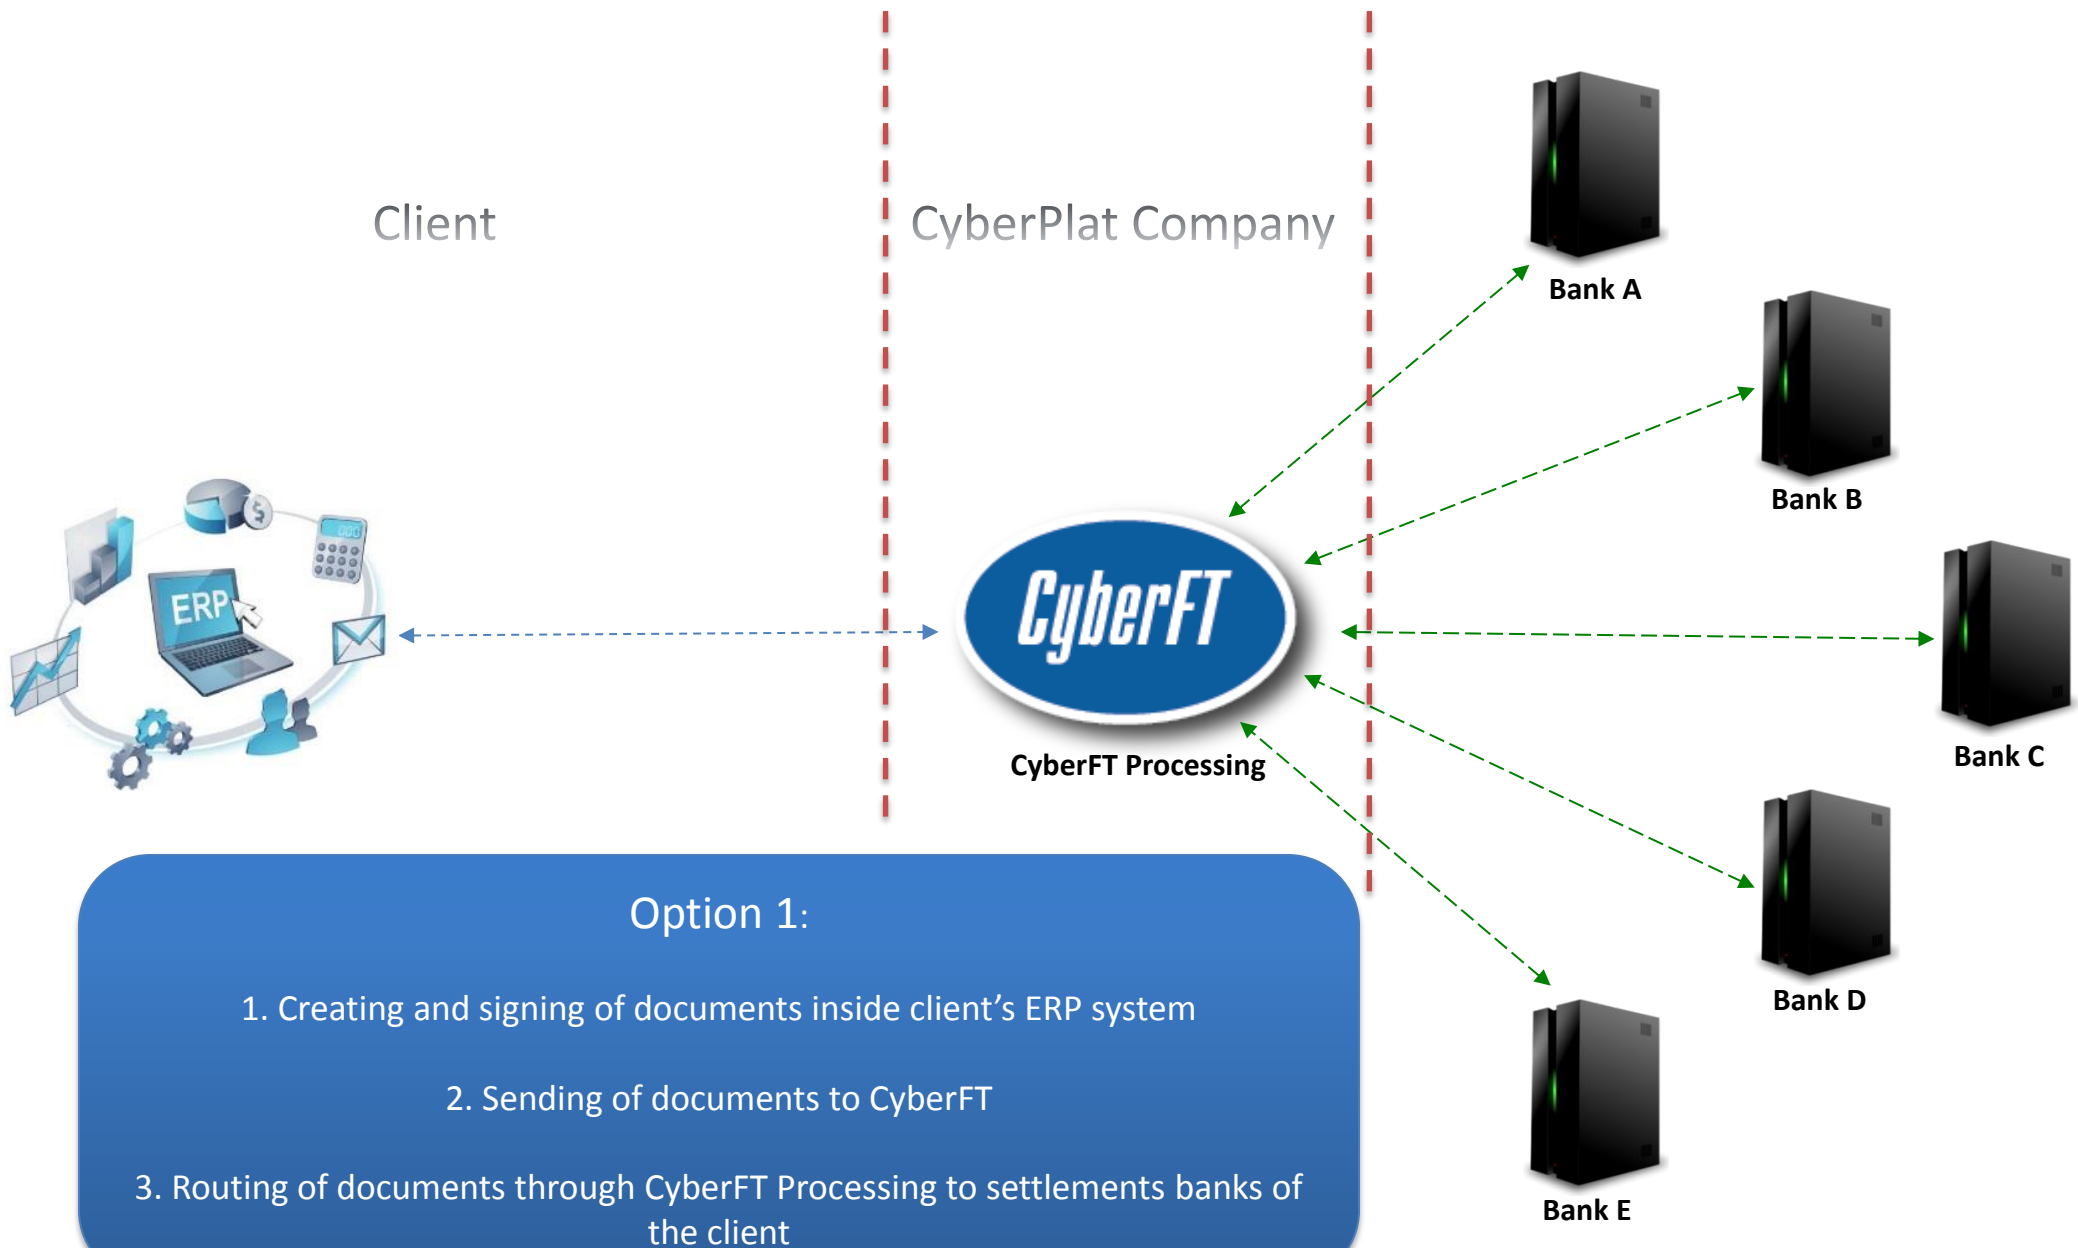 Client
CyberPlat Company
Bank A
Bank B
000
ERP
CyberFT
CyberFT Processing
Bank C
Option 1:
1. Creating and signing of documents inside client’s ERP system
2. Sending of documents to CyberFT
3. Routing of documents through CyberFT Processing to settlements banks of
the client
Bank D
Bank E